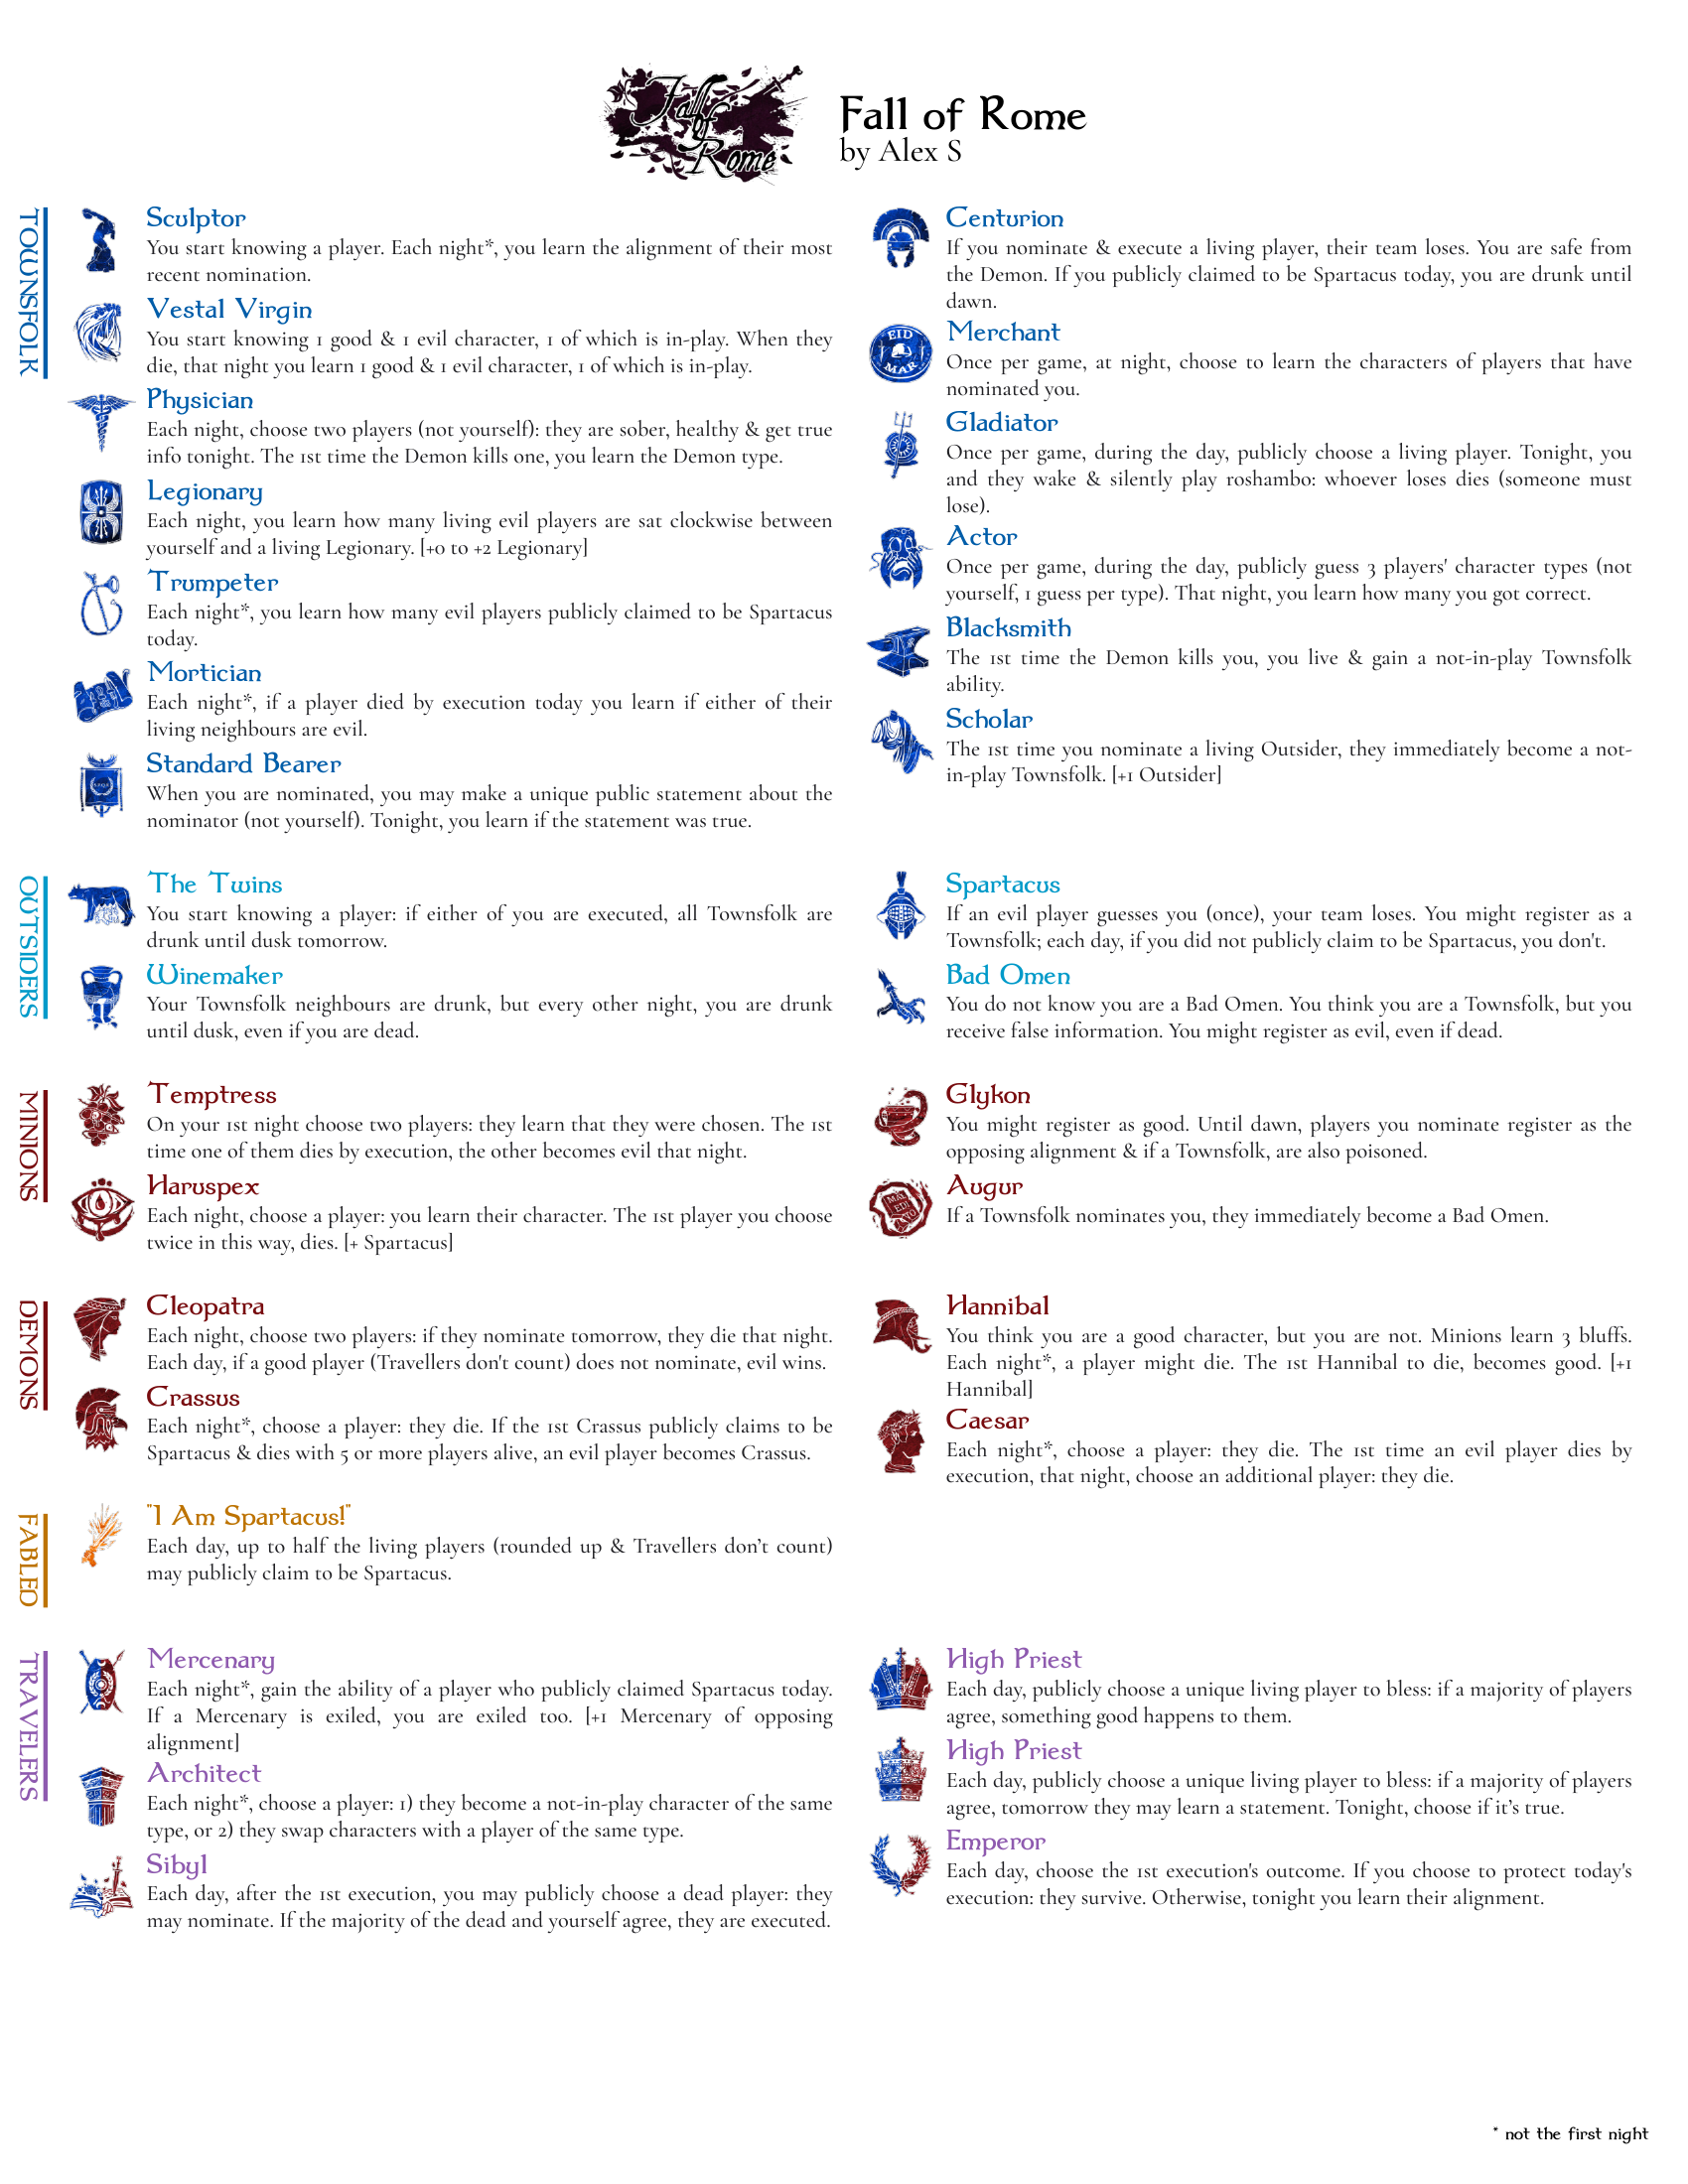 Fall of Rome
Fall of Rome
by Alex S
TOWNSFOLK
Sculptor
You start knowing a player. Each night*, you learn the alignment of their most
recent nomination.
Vestal Virgin
You start knowing 1 good & 1 evil character, 1 of which is in-play. When they
die, that night you learn 1 good & 1 evil character, 1 of which is in-play.
Physician
Each night, choose two players (not yourself): they are sober, healthy & get true
info tonight. The 1st time the Demon kills one, you learn the Demon type.
Legionary
Each night, you learn how many living evil players are sat clockwise between
yourself and a living Legionary. [+0 to +2 Legionary]
Trumpeter
Each night*, you learn how many evil players publicly claimed to be Spartacus
today.
Mortician
Each night*, if a player died by execution today you learn if either of their
living neighbours are evil.
Standard Bearer
When you are nominated, you may make a unique public statement about the
nominator (not yourself). Tonight, you learn if the statement was true.
Centurion
If you nominate & execute a living player, their team loses. You are safe from
the Demon. If you publicly claimed to be Spartacus today, you are drunk until
dawn.
EID
MAR
Merchant
Once per game, at night, choose to learn the characters of players that have
nominated you.
Gladiator
Once per game, during the day, publicly choose a living player. Tonight, you
and they wake & silently play roshambo: whoever loses dies (someone must
lose).
Actor
Once per game, during the day, publicly guess 3 players' character types (not
yourself, 1 guess per type). That night, you learn how many you got correct.
Blacksmith
The 1st time the Demon kills you, you live & gain a not-in-play Townsfolk
ability.
Scholar
The 1st time you nominate a living Outsider, they immediately become a not-
in-play Townsfolk. [+1 Outsider]
OUTSIDERS
The Twins
You start knowing a player: if either of you are executed, all Townsfolk are
drunk until dusk tomorrow.
Winemaker
Your Townsfolk neighbours are drunk, but every other night, you are drunk
until dusk, even if you are dead.
Spartacus
If an evil player guesses you (once), your team loses. You might register as a
Townsfolk; each day, if you did not publicly claim to be Spartacus, you don't.
Bad Omen
You do not know you are a Bad Omen. You think you are a Townsfolk, but you
receive false information. You might register as evil, even if dead.
MINIONS
Temptress
On your 1st night choose two players: they learn that they were chosen. The 1st
time one of them dies by execution, the other becomes evil that night.
Haruspex
Each night, choose a player: you learn their character. The 1st player you choose
twice in this way, dies. [+ Spartacus]
Glykon
You might register as good. Until dawn, players you nominate register as the
opposing alignment & if a Townsfolk, are also poisoned.
Augur
If a Townsfolk nominates you, they immediately become a Bad Omen.
DEMONS
Cleopatra
Each night, choose two players: if they nominate tomorrow, they die that night.
Each day, if a good player (Travellers don't count) does not nominate, evil wins.
Crassus
Each night*, choose a player: they die. If the 1st Crassus publicly claims to be
Spartacus & dies with 5 or more players alive, an evil player becomes Crassus.
Hannibal
You think you are a good character, but you are not. Minions learn 3 bluffs.
Each night*, a player might die. The 1st Hannibal to die, becomes good. [+1
Hannibal]
Caesar
Each night*, choose a player: they die. The 1st time an evil player dies by
execution, that night, choose an additional player: they die.
FABLED
"I Am Spartacus!"
Each day, up to half the living players (rounded up & Travellers don’t count)
may publicly claim to be Spartacus.
TRAVELERS
Mercenary
Each night*, gain the ability of a player who publicly claimed Spartacus today.
If a Mercenary is exiled, you are exiled too. [+1 Mercenary of opposing
alignment]
Architect
Each night*, choose a player: 1) they become a not-in-play character of the same
type, or 2) they swap characters with a player of the same type.
Sibyl
Each day, after the 1st execution, you may publicly choose a dead player: they
may nominate. If the majority of the dead and yourself agree, they are executed.
High Priest
Each day, publicly choose a unique living player to bless: if a majority of players
agree, something good happens to them.
High Priest
Each day, publicly choose a unique living player to bless: if a majority of players
agree, tomorrow they may learn a statement. Tonight, choose if it’s true.
Emperor
Each day, choose the 1st execution's outcome. If you choose to protect today's
execution: they survive. Otherwise, tonight you learn their alignment.
* not the first night